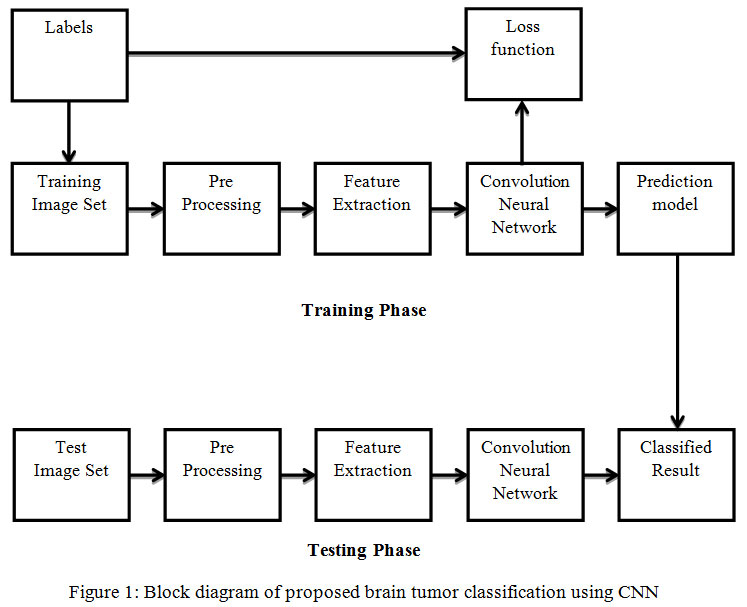 Labels
Loss
function
Training
Image Set
Pre
Processing
Feature
Extraction
Convolution
Neural
Network
Prediction
model
Training Phase
Test
Image Set
Pre
Processing
Feature
Extraction
Convolution
Neural
Network
Classified
Result
Testing Phase
Figure 1: Block diagram of proposed brain tumor classification using CNN